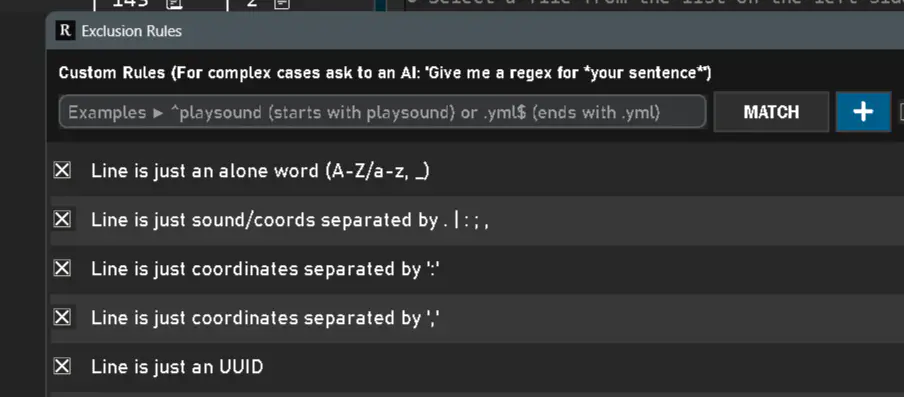 143 2
Select a file from the list on the left
R Exclusion Rules
Custom Rules (For complex cases ask to an AI: 'Give me a regex for *your sentence*')
Examples ► ^playsound (starts with playsound) or .yml$ (ends with .yml)
MATCH +
Line is just an alone word (A-Z/a-z, _)
Line is just sound/coords separated by . | : ; ,
Line is just coordinates separated by ':'
Line is just coordinates separated by ','
Line is just an UUID